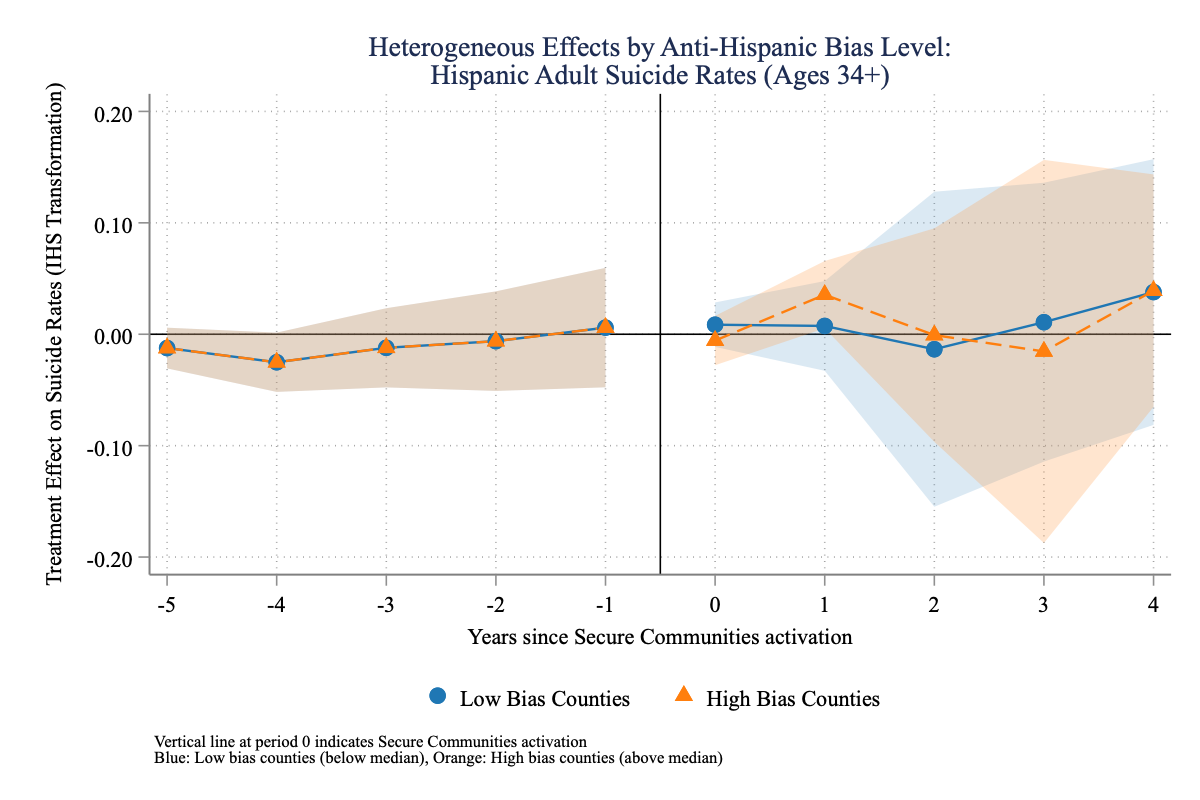 Heterogeneous Effects by Anti-Hispanic Bias Level:
Hispanic Adult Suicide Rates (Ages 34+)
Treatment Effect on Suicide Rates (IHS Transformation)
0.20
0.10
0.00
-0.10
-0.20
-5 -4 -3 -2 -1 0 1 2 3 4
Years since Secure Communities activation
Low Bias Counties High Bias Counties
Vertical line at period 0 indicates Secure Communities activation
Blue: Low bias counties (below median), Orange: High bias counties (above median)